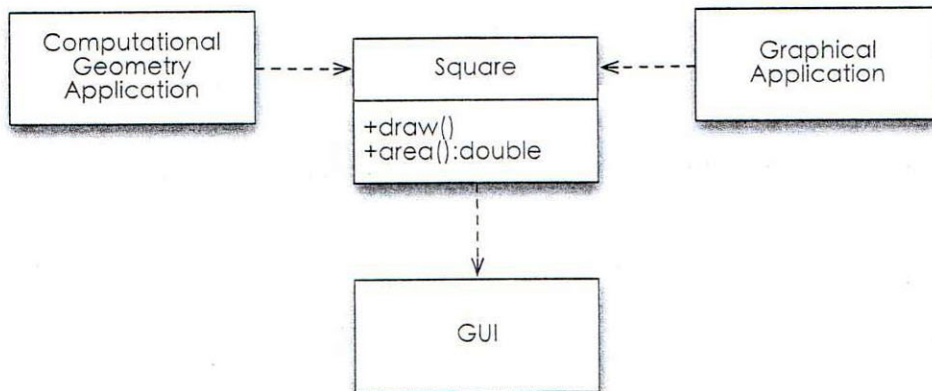 Computational
Geometry
Application
Square
+draw()
+area():double
Graphical
Application
GUI